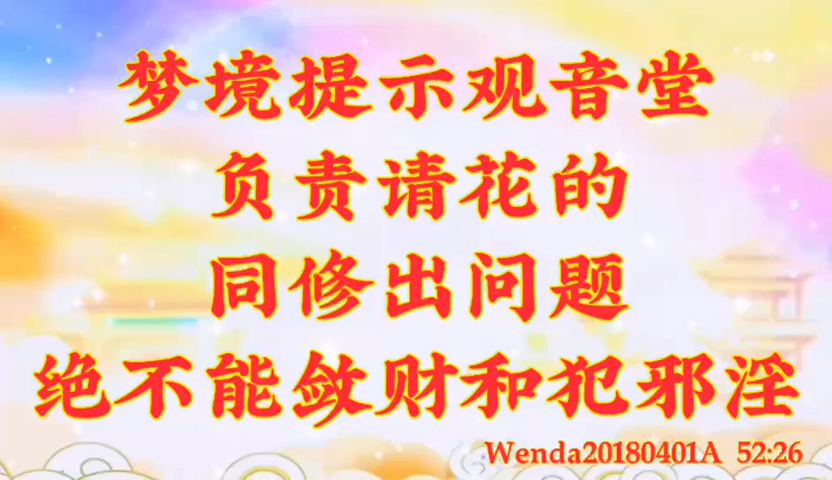 梦境提示观音堂
负责请花的
同修出问题
绝不能敛财和犯邪淫
Wenda20180401A 52:26